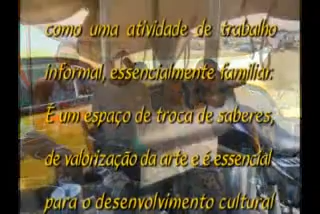 como uma atividade de trabalho
informal, essencialmente familiar.
É um espaço de troca de saberes,
de valorização da arte e é essencial
para o desenvolvimento cultural